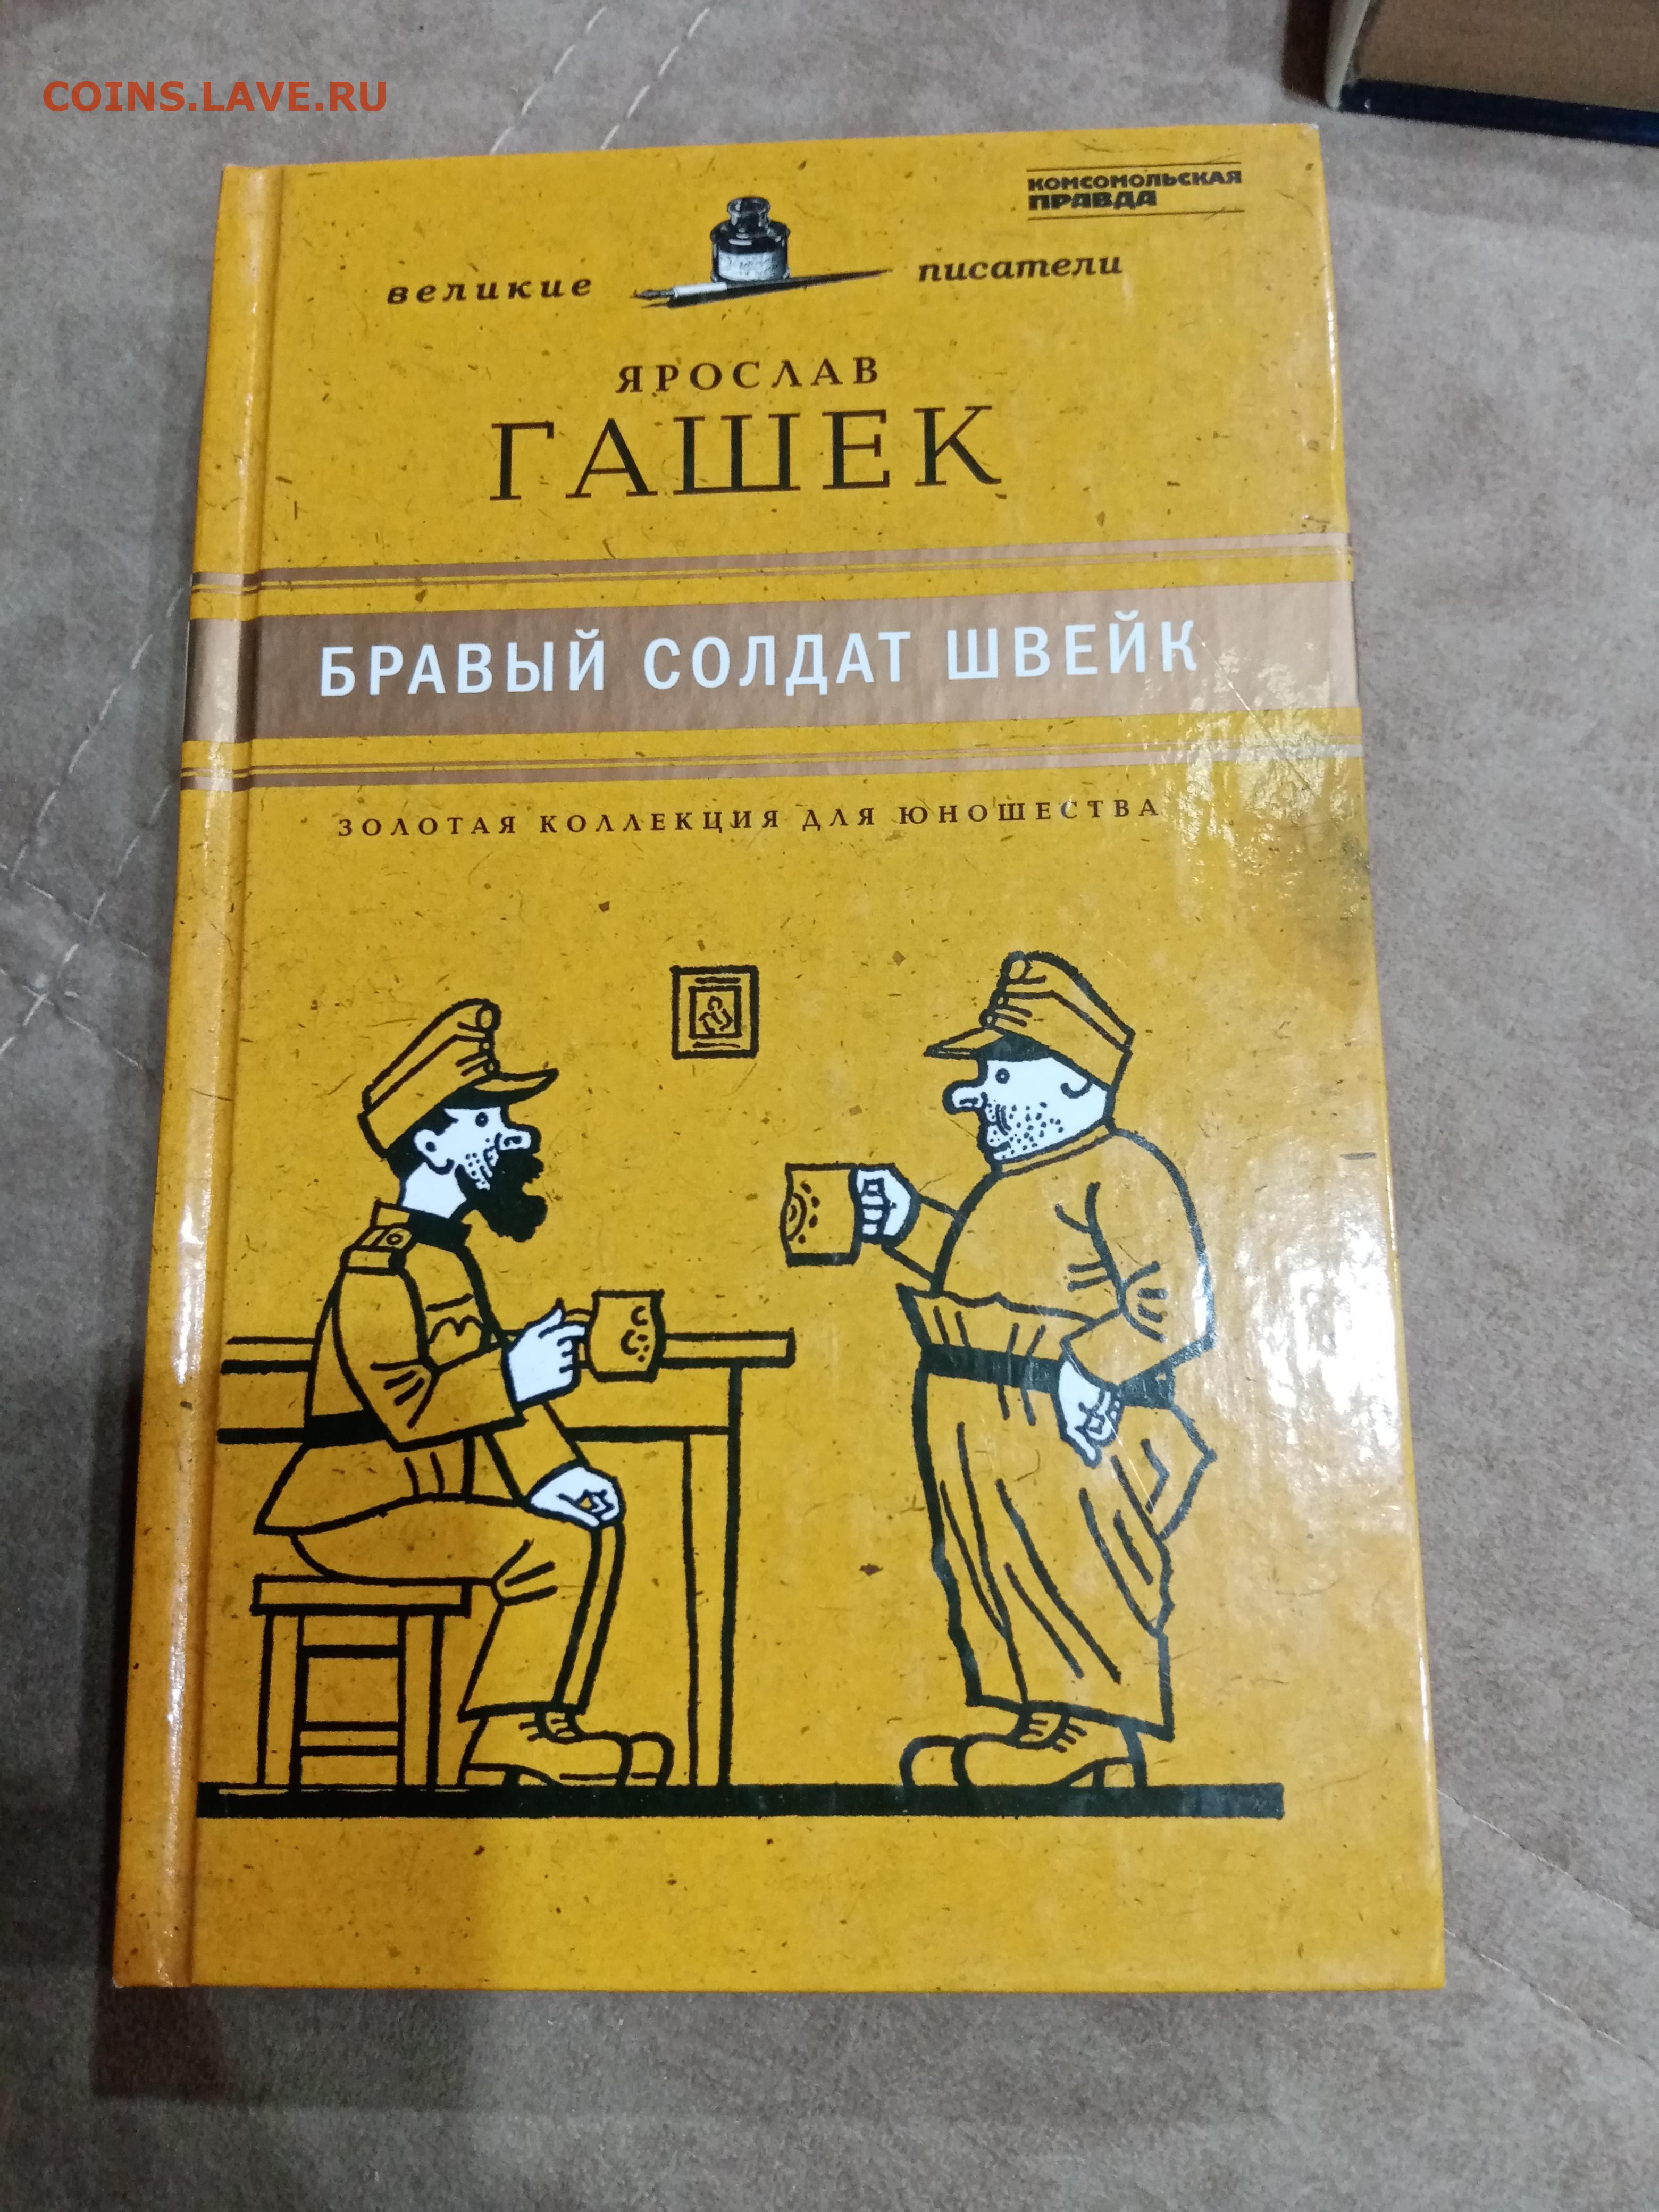 COINS.LAVE.RU
КОМСОМОЛЬСКАЯ
ПРАВДА
великие писатели
ЯРОСЛАВ
ГАШЕК
БРАВЫЙ СОЛДАТ ШВЕЙК
ЗОЛОТАЯ КОЛЛЕКЦИЯ ДЛЯ ЮНОШЕСТВА